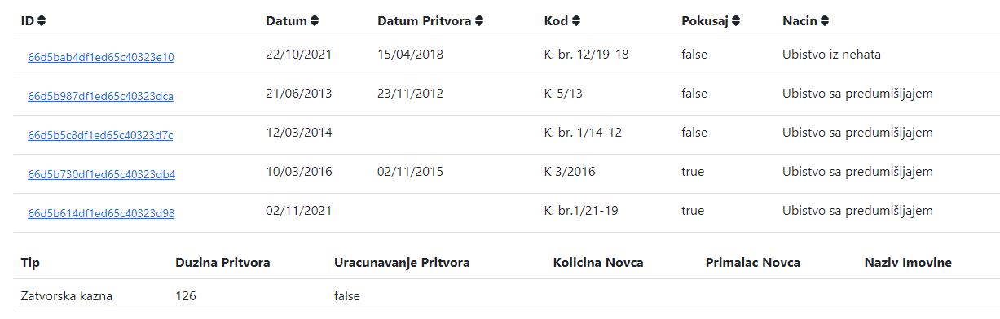 ID Datum Datum Pritvora Kod Pokusaj Nacin
66d5bab4df1ed65c40323e10 22/10/2021 15/04/2018 K. br. 12/19-18 false Ubistvo iz nehata
66d5b987df1ed65c40323dca 21/06/2013 23/11/2012 K-5/13 false Ubistvo sa predumišljajem
66d5b5c8df1ed65c40323d7c 12/03/2014 K. br. 1/14-12 false Ubistvo sa predumišljajem
66d5b730df1ed65c40323db4 10/03/2016 02/11/2015 K 3/2016 true Ubistvo sa predumišljajem
66d5b614df1ed65c40323d98 02/11/2021 K. br.1/21-19 true Ubistvo sa predumišljajem
Tip Duzina Pritvora Uracunavanje Pritvora Kolicina Novca Primalac Novca Naziv Imovine
Zatvorska kazna 126 false